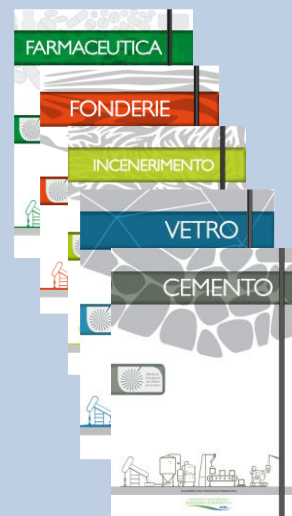 FARMACEUTICA
FONDERIE
INCENERIMENTO
VETRO
CEMENTO